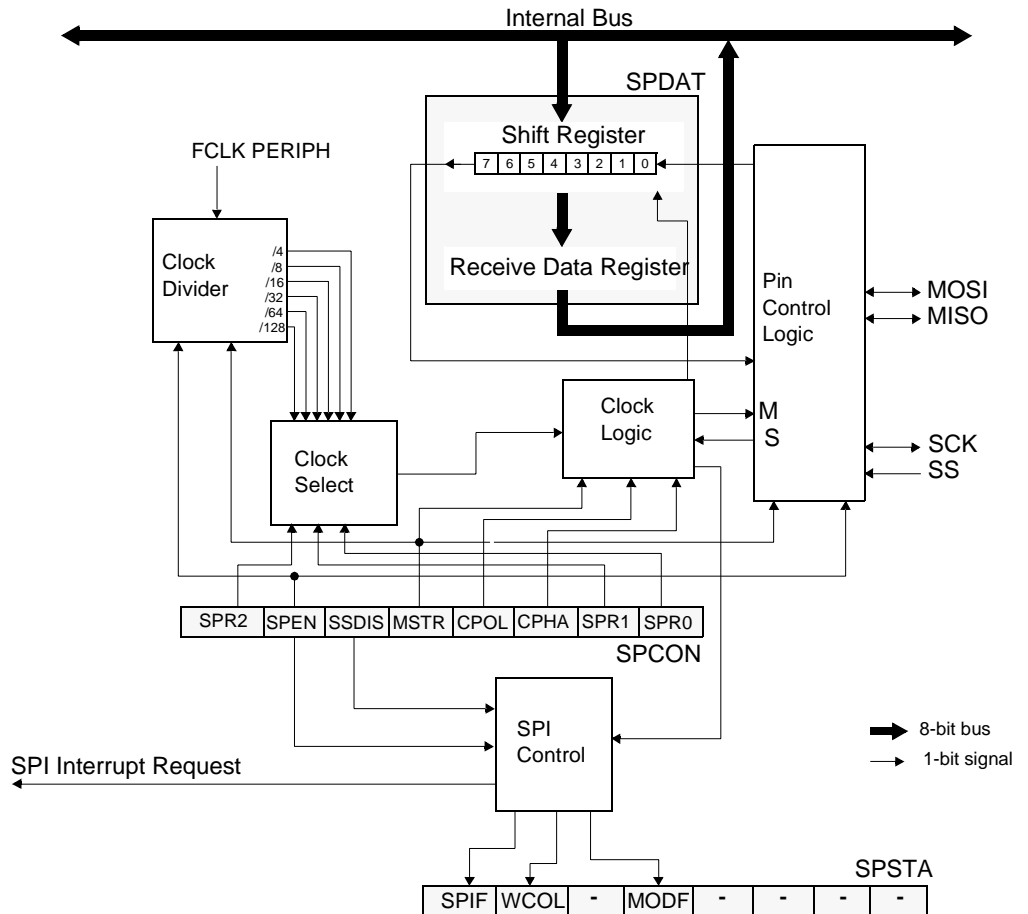 Internal Bus
SPDAT
Shift Register
7 6 5 4 3 2 1 0
FCLK PERIPH
Clock
Divider
/4
/8
/16
/32
/64
/128
Receive Data Register
Pin
Control
Logic
MOSI
MISO
Clock
Logic
M
S
SCK
SS
Clock
Select
SPR2 SPEN SSDIS MSTR CPOL CPHA SPR1 SPR0
SPCON
SPI
Control
8-bit bus
1-bit signal
SPI Interrupt Request
SPSTA
SPIF WCOL - MODF - - - -